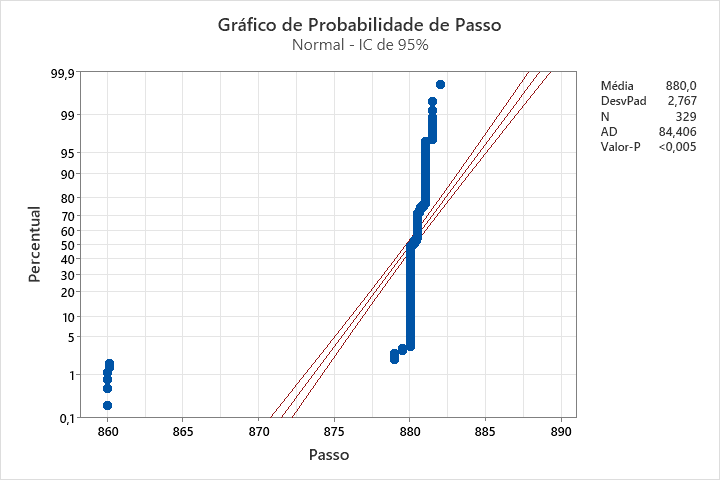 Gráfico de Probabilidade de Passo
Normal - IC de 95%
99,9
99
95
90
80
70
60
50
40
30
20
10
5
1
0,1
Percentual
860
865
870
875
880
885
890
Passo
Média 880,0
DesvPad 2,767
N 329
AD 84,406
Valor-P <0,005